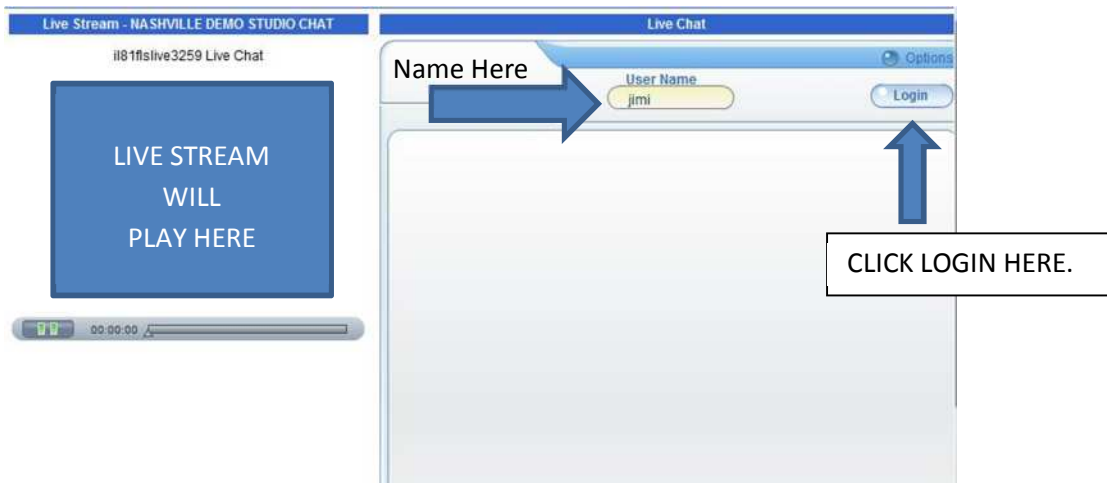 Live Stream - NASHVILLE DEMO STUDIO CHAT
il81flslive3259 Live Chat
LIVE STREAM
WILL
PLAY HERE
00:00:00
Live Chat
Options
Name Here
User Name
jimi
Login
CLICK LOGIN HERE.